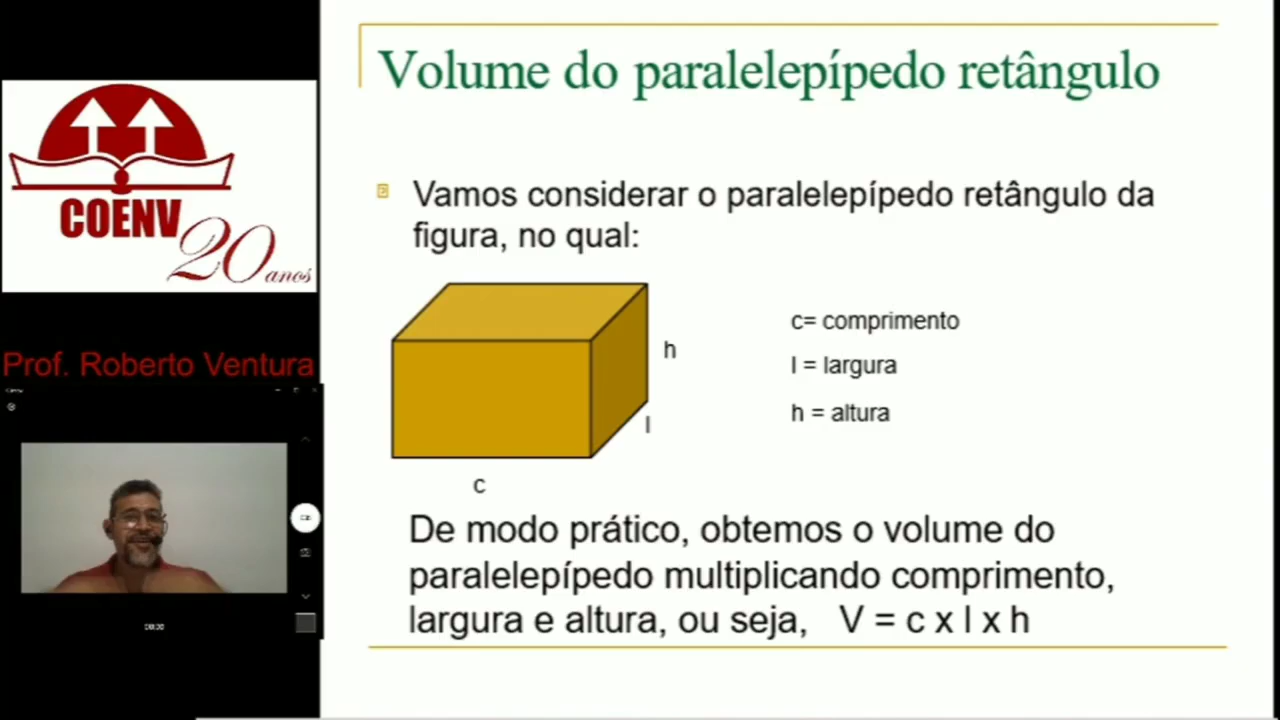 COENV
20 anos
Prof. Roberto Ventura
Volume do paralelepípedo retângulo
Vamos considerar o paralelepípedo retângulo da
figura, no qual:
h
l
c
c= comprimento
l = largura
h = altura
De modo prático, obtemos o volume do
paralelepípedo multiplicando comprimento,
largura e altura, ou seja, V = c x l x h